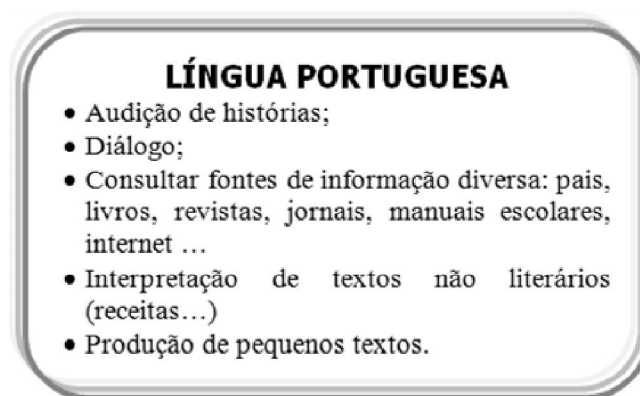 LÍNGUA PORTUGUESA
• Audição de histórias;
• Diálogo;
• Consultar fontes de informação diversa: pais,
livros, revistas, jornais, manuais escolares,
internet …
• Interpretação de textos não literários
(receitas…)
• Produção de pequenos textos.